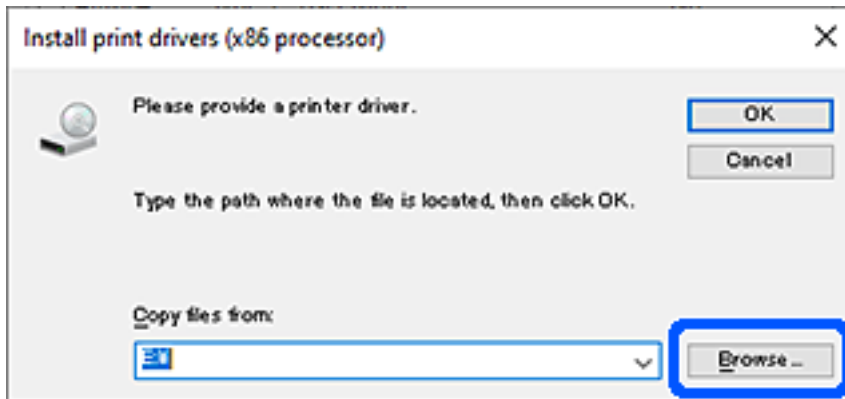 Install print drivers (x86 processor)
Please provide a printer driver.
OK
Cancel
Type the path where the file is located, then click OK.
Copy files from:
Browse...